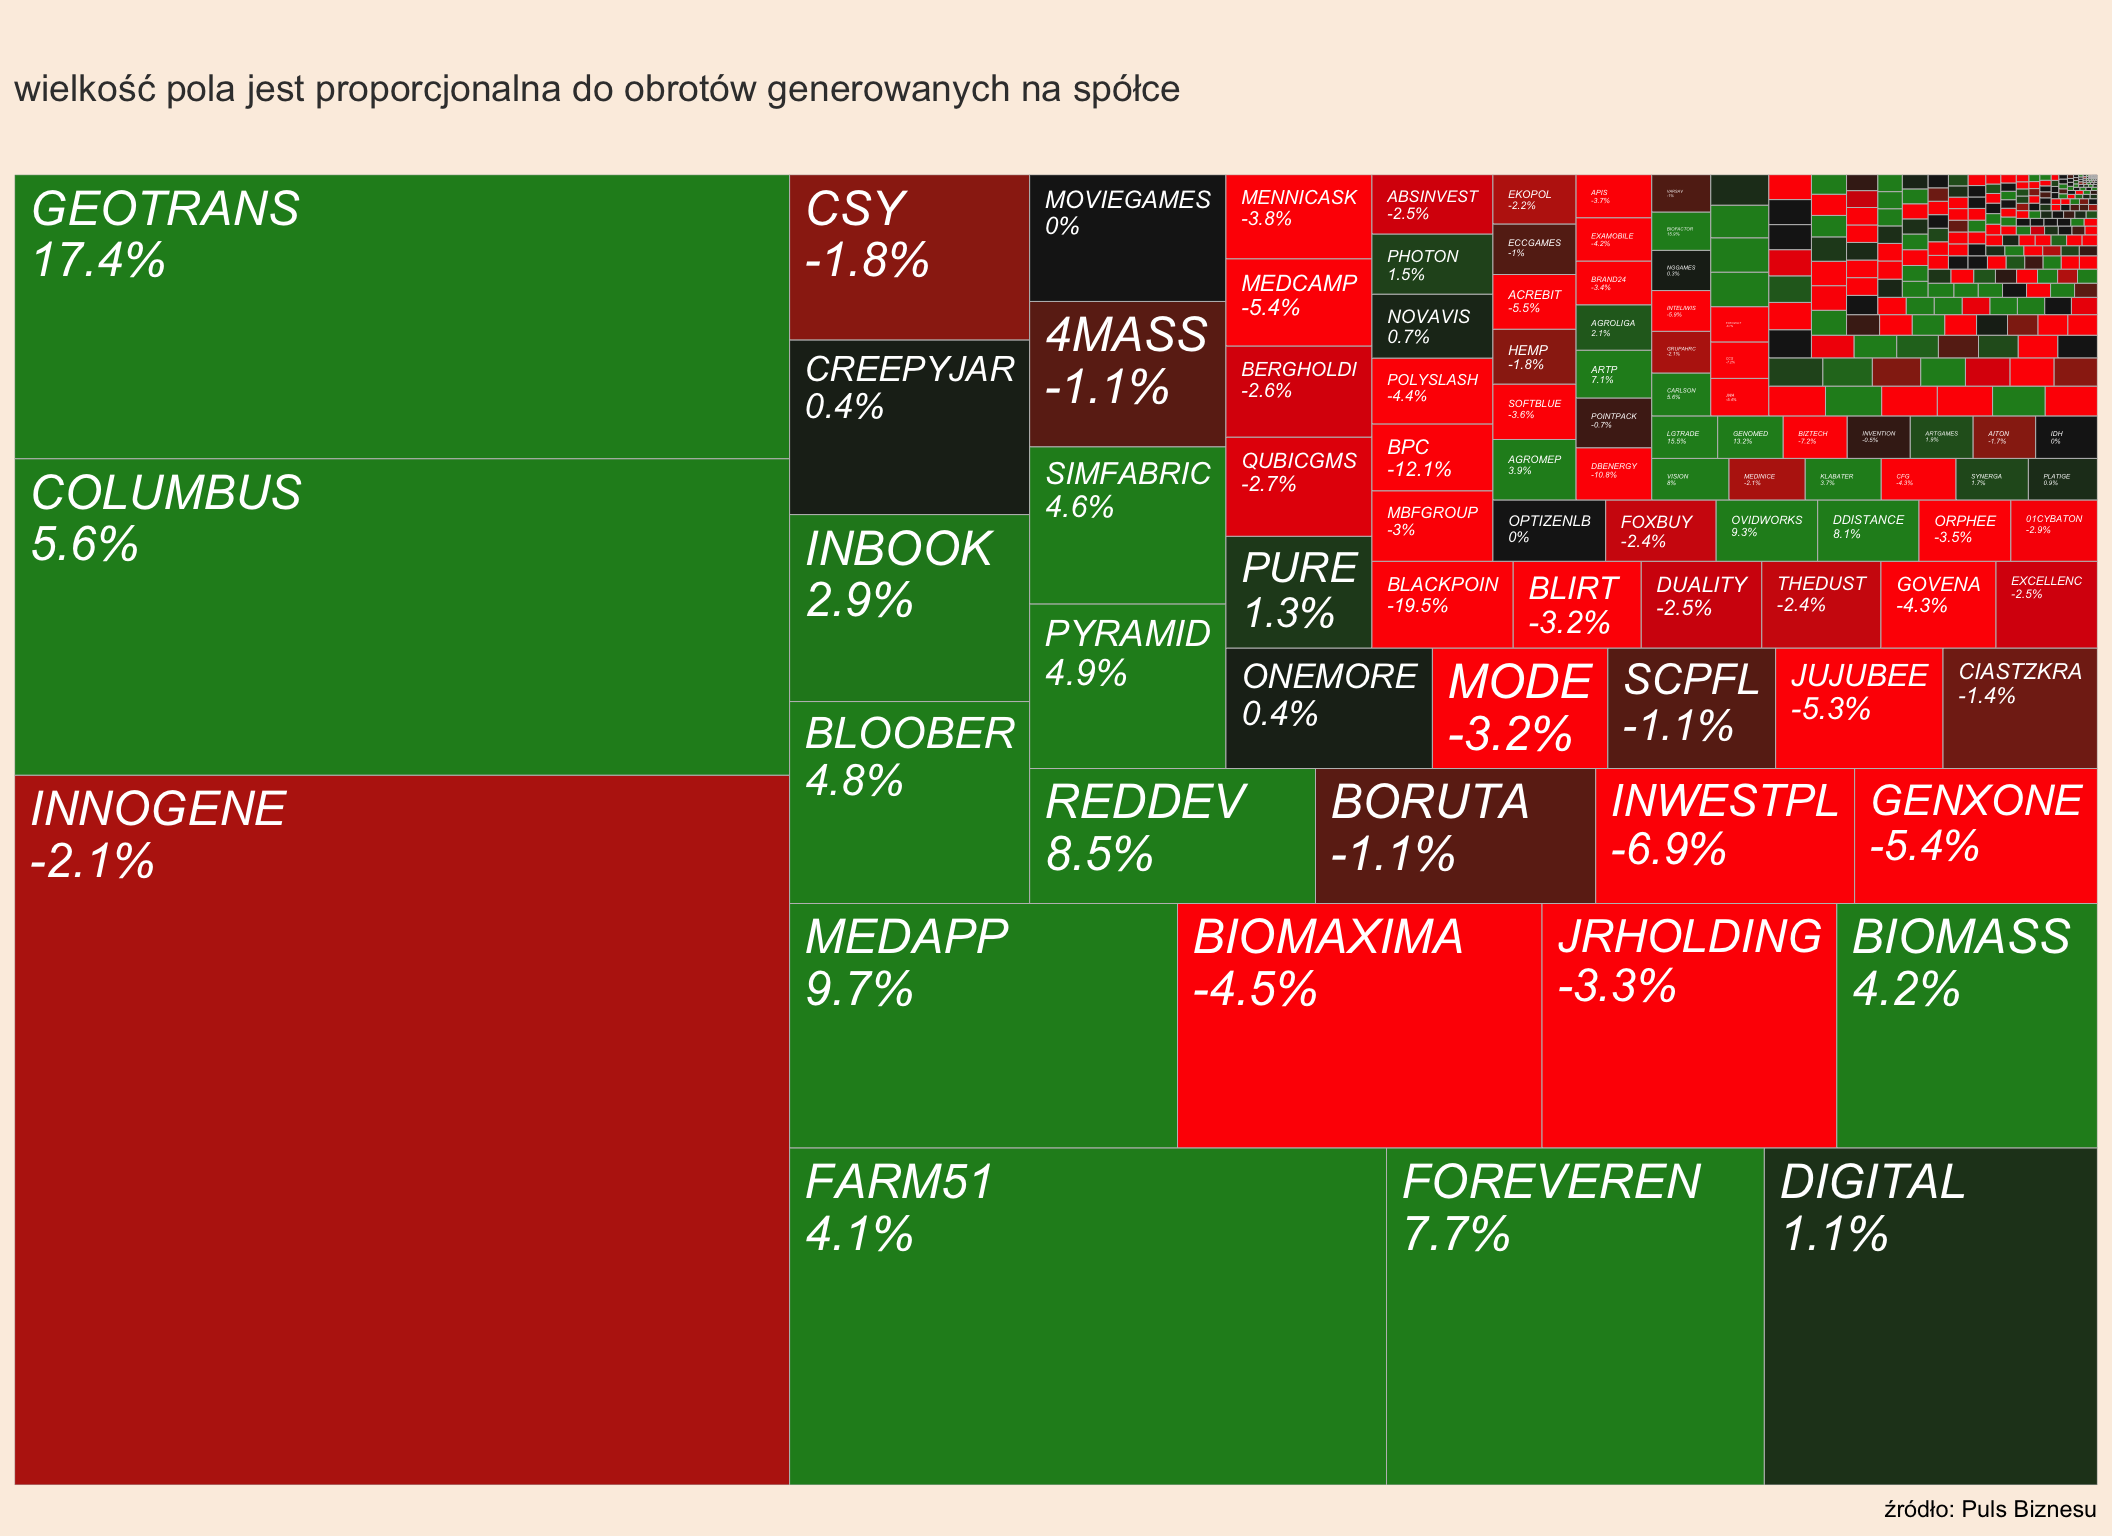 wielkość pola jest proporcjonalna do obrotów generowanych na spółce
GEOTRANS
17.4%
COLUMBUS
5.6%
INNOGENE
-2.1%
CSY
-1.8%
CREEPYJAR
0.4%
INBOOK
2.9%
BLOOBER
4.8%
MOVIEGAMES
0%
4MASS
-1.1%
SIMFABRIC
4.6%
PYRAMID
4.9%
MENNICASK
-3.8%
MEDCAMP
-5.4%
BERGHOLDI
-2.6%
QUBICGMS
-2.7%
PURE
1.3%
ABSINVEST
-2.5%
PHOTON
1.5%
NOVAVIS
0.7%
POLYSLASH
-4.4%
BPC
-12.1%
MBFGROUP
-3%
EKOPOL
-2.2%
ECCGAMES
-1%
ACREBIT
-5.5%
HEMP
-1.8%
SOFTBLUE
-3.6%
AGROMEP
3.9%
APIS
-3.7%
EXAMOBILE
-4.2%
BRAND24
-3.4%
AGROLIGA
2.1%
ARTP
7.1%
POINTPACK
-0.7%
DBENERGY
-10.8%
NGGAMES
0.3%
INTELIWIS
-6.9%
GRUPAHRC
-2.1%
CARLSON
5.6%
LGTRADE
15.5%
GENOMED
13.2%
BIZTECH
-7.2%
INVENTION
-0.5%
ARTGAMES
1.9%
AITON
-1.7%
IDH
0%
VISION
8%
MEDINICE
-2.1%
KLABATER
3.7%
CFG
-4.3%
SYNERGA
1.7%
PLATIGE
0.9%
OPTIZENLB
0%
FOXBUY
-2.4%
OVIDWORKS
9.3%
DDISTANCE
8.1%
ORPHEE
-3.5%
01CYBATON
-2.9%
BLACKPOIN
-19.5%
BLIRT
-3.2%
DUALITY
-2.5%
THEDUST
-2.4%
GOVENA
-4.3%
EXCELLENC
-2.5%
ONEMORE
0.4%
MODE
-3.2%
SCPFL
-1.1%
JUJUBEE
-5.3%
CIASTZKRA
-1.4%
REDDEV
8.5%
BORUTA
-1.1%
INWESTPL
-6.9%
GENXONE
-5.4%
MEDAPP
9.7%
BIOMAXIMA
-4.5%
JRHOLDING
-3.3%
BIOMASS
4.2%
FARM51
4.1%
FOREVEREN
7.7%
DIGITAL
1.1%
źródło: Puls Biznesu